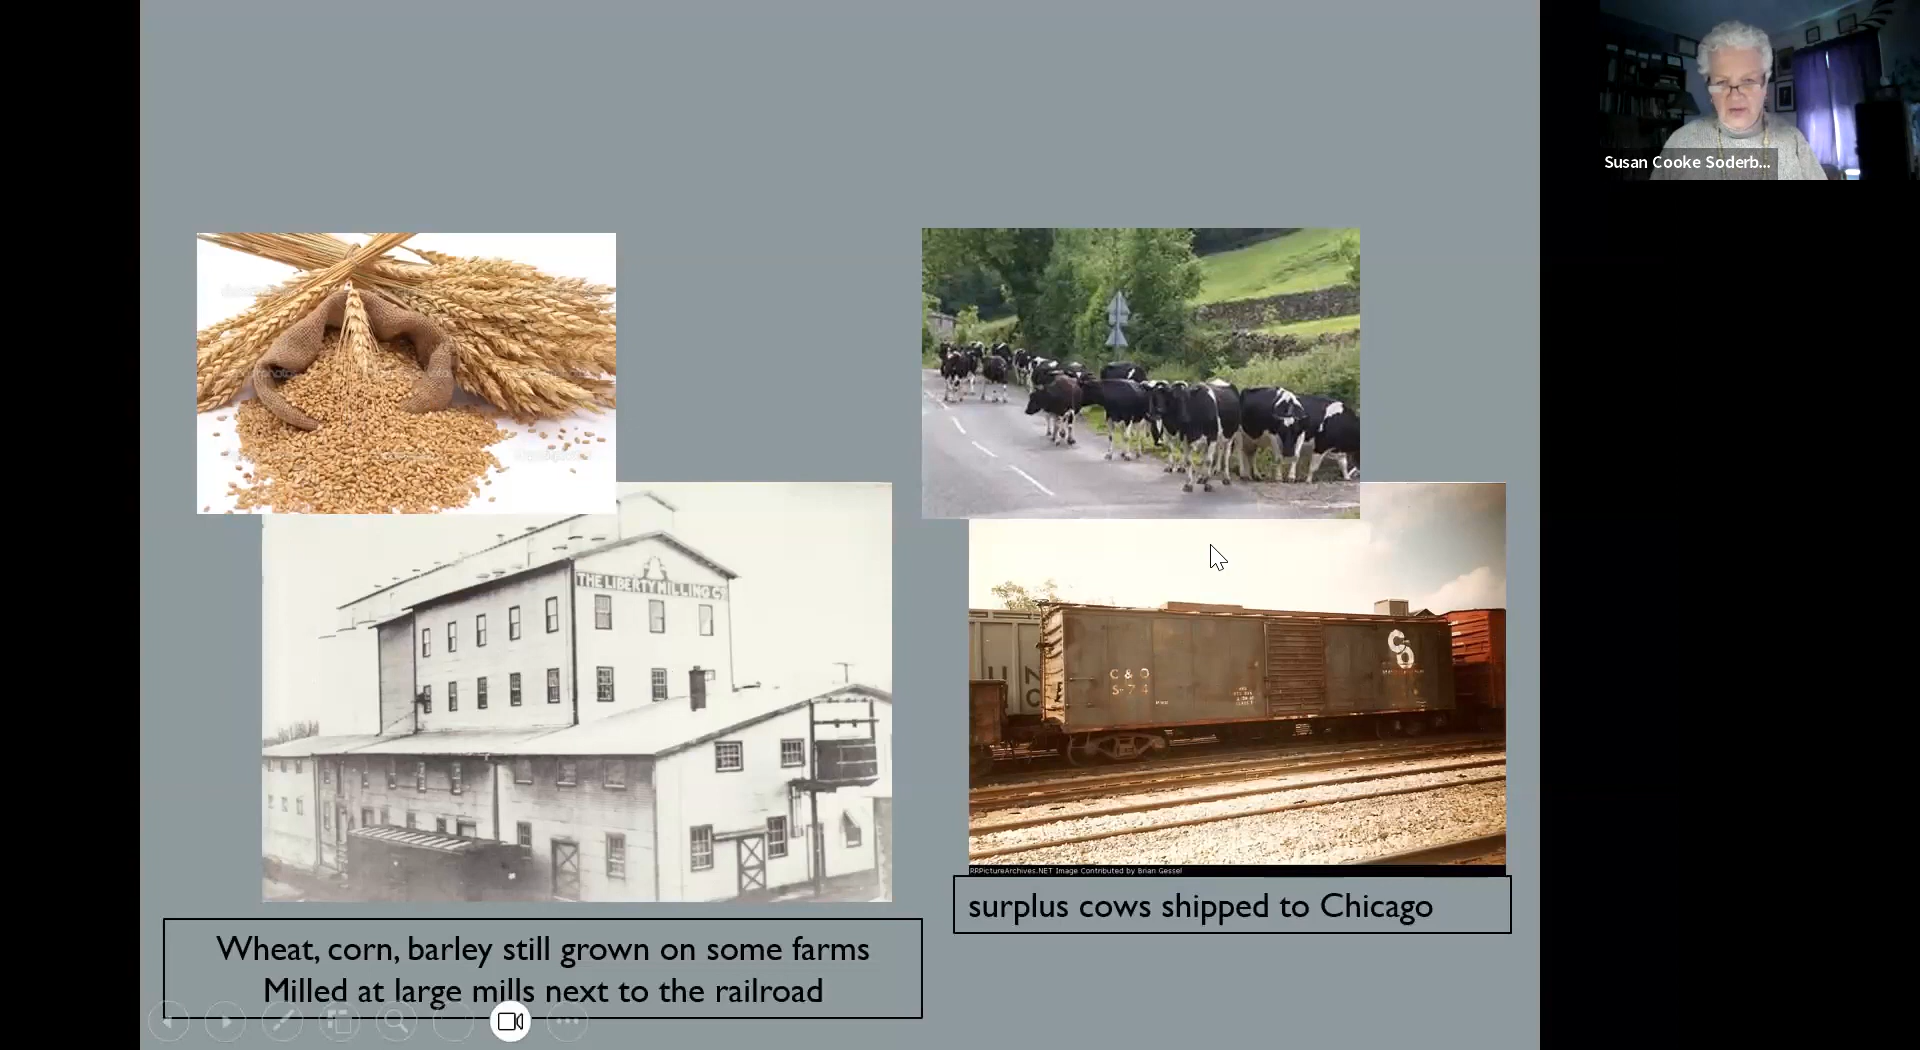 Susan Cooke Soderb...
THE LIBERTY MILLING Co
C & O
S-74
RRPictureArchives.NET Image Contributed by Brian Gessel
surplus cows shipped to Chicago
Wheat, corn, barley still grown on some farms
Milled at large mills next to the railroad